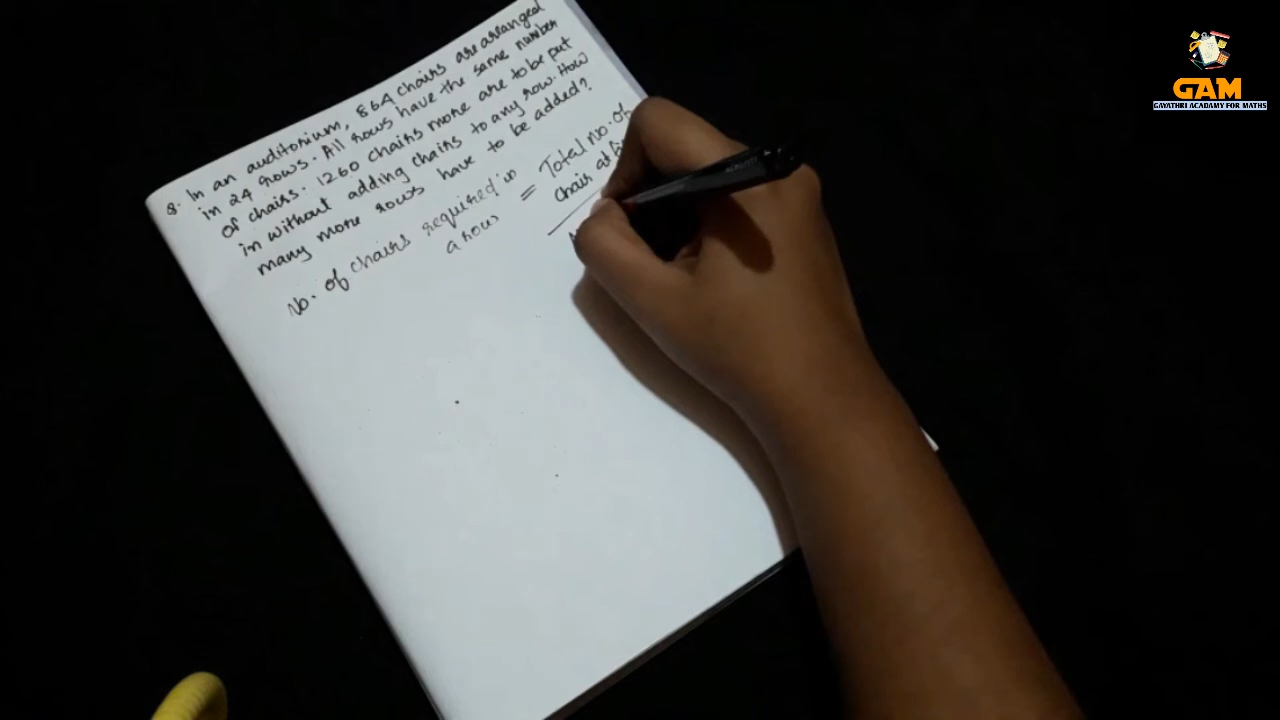 8. In an auditorium, 864 chairs are arranged
in 24 rows. All rows have the same number
of chairs. 1260 chairs more are to be put
in without adding chairs to any row. How
many more rows have to be added?
No. of chairs required in
a row
= Total No. of
chair at
GAM
GAYATHRI ACADAMY FOR MATHS